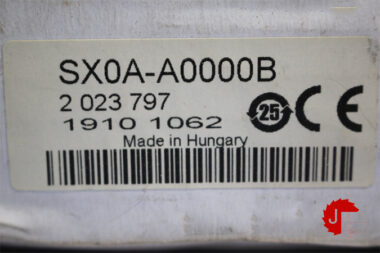 SX0A-A0000B
2 023 797
1910 1062
25 CE
Made in Hungary
J